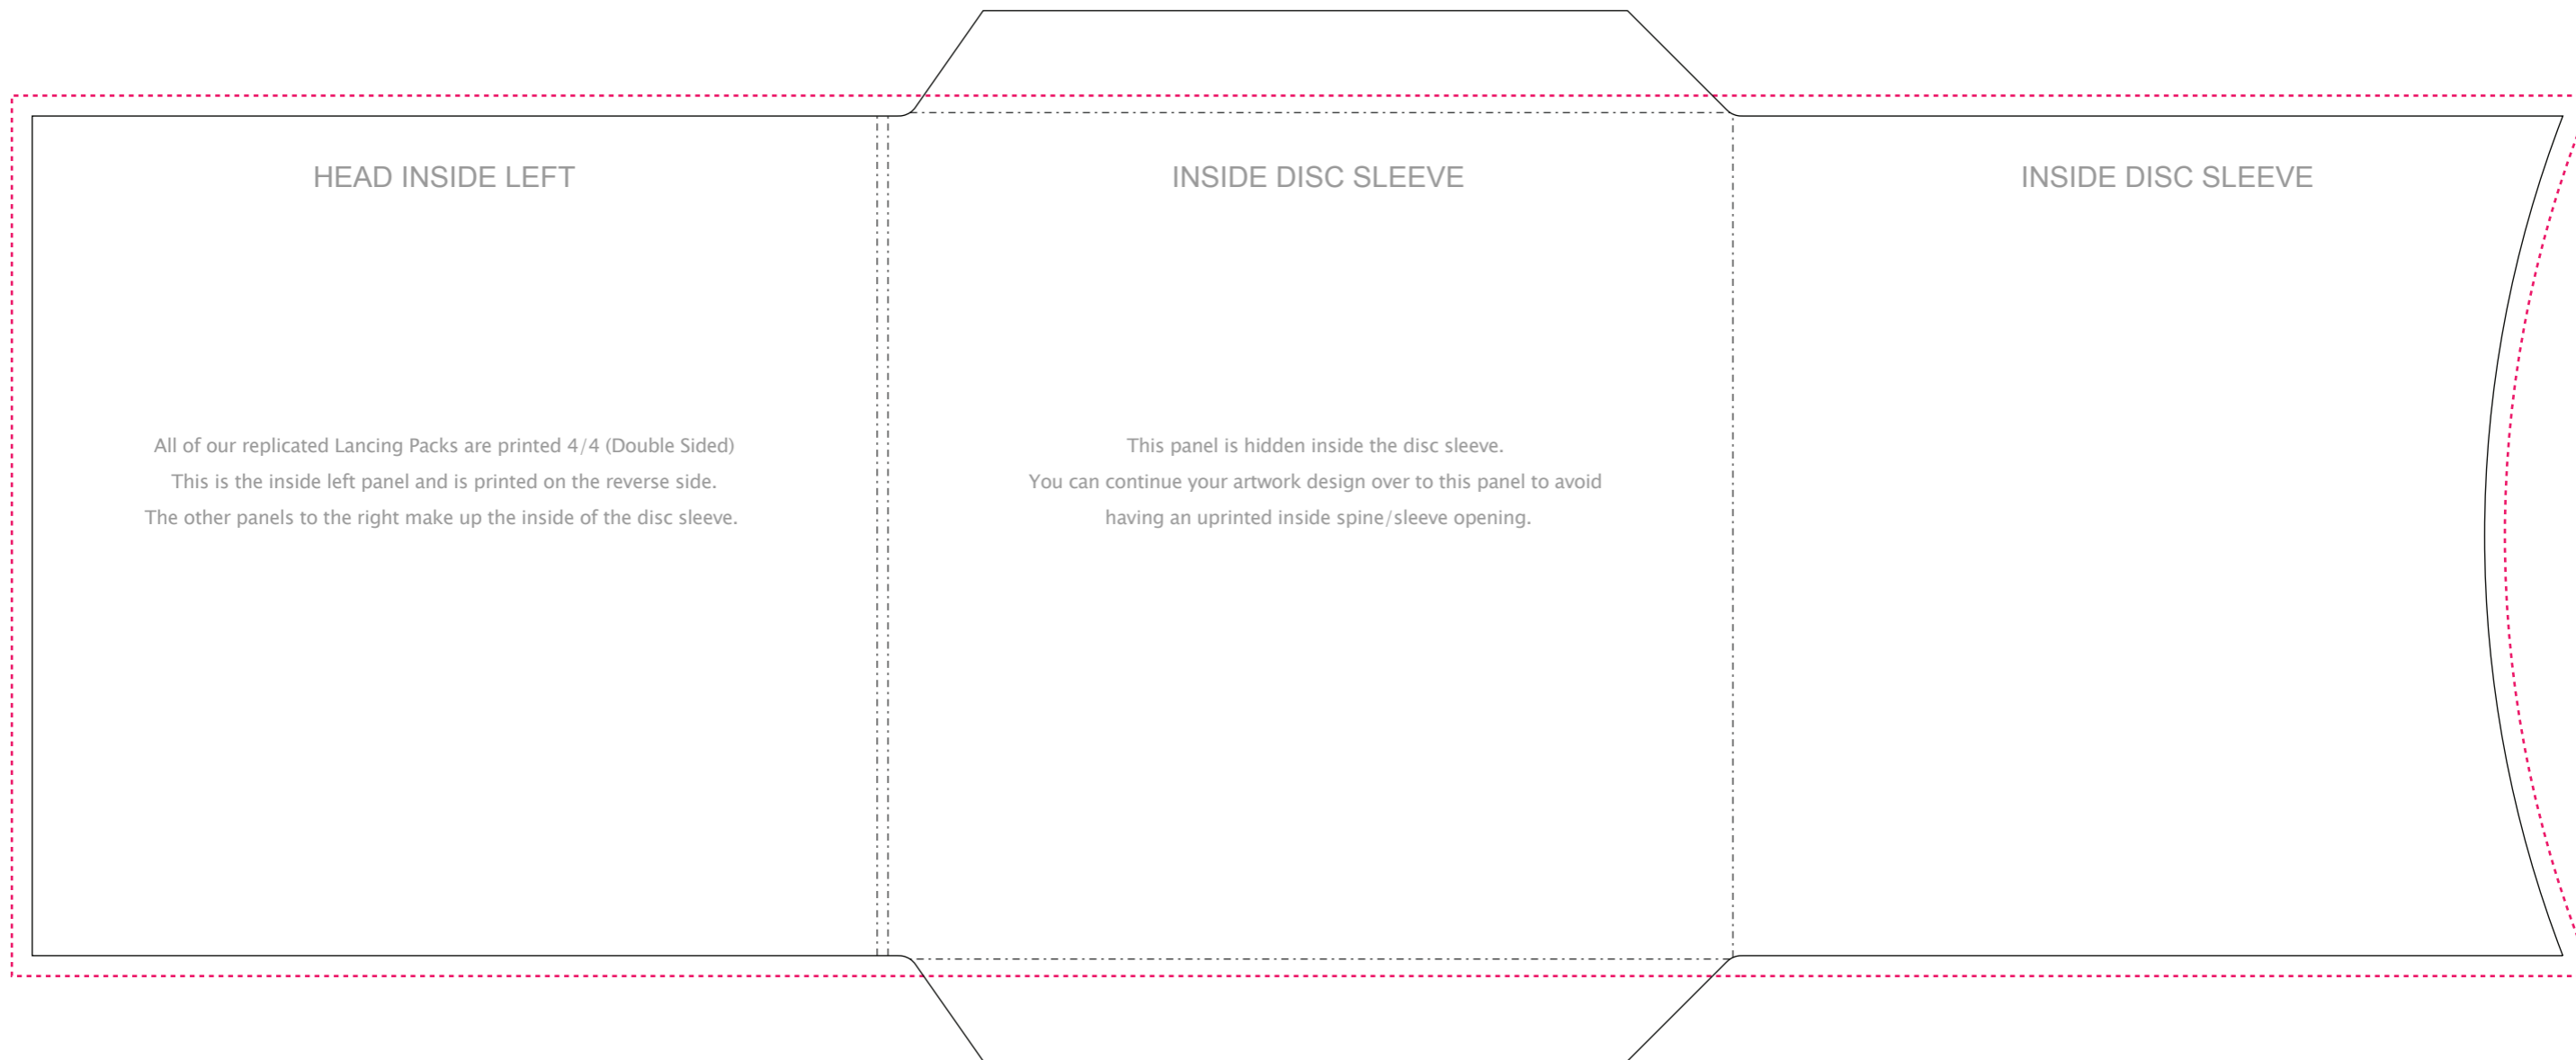 HEAD INSIDE LEFT
INSIDE DISC SLEEVE
INSIDE DISC SLEEVE
All of our replicated Lancing Packs are printed 4/4 (Double Sided)
This is the inside left panel and is printed on the reverse side.
The other panels to the right make up the inside of the disc sleeve.
This panel is hidden inside the disc sleeve.
You can continue your artwork design over to this panel to avoid
having an uprinted inside spine/sleeve opening.